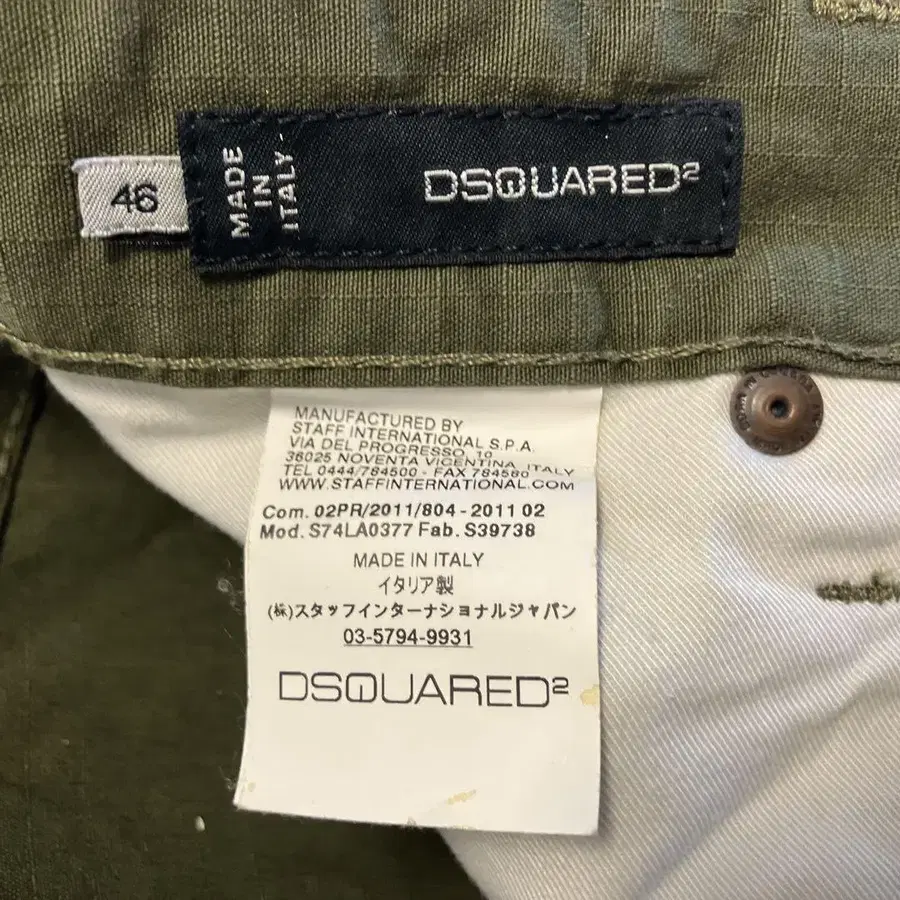 46
MADE
IN
ITALY
DSQUARED2
MANUFACTURED BY
STAFF INTERNATIONAL S.P.A.
VIA DEL PROGRESSO, 10
36025 NOVENTA VICENTINA, ITALY
TEL 0444/784500 - FAX 784560
WWW.STAFFINTERNATIONAL.COM
Com. 02PR/2011/804 - 2011 02
Mod. S74LA0377 Fab. S39738
MADE IN ITALY
イタリア製
(株)スタッフインターナショナルジャパン
03-5794-9931
DSQUARED2